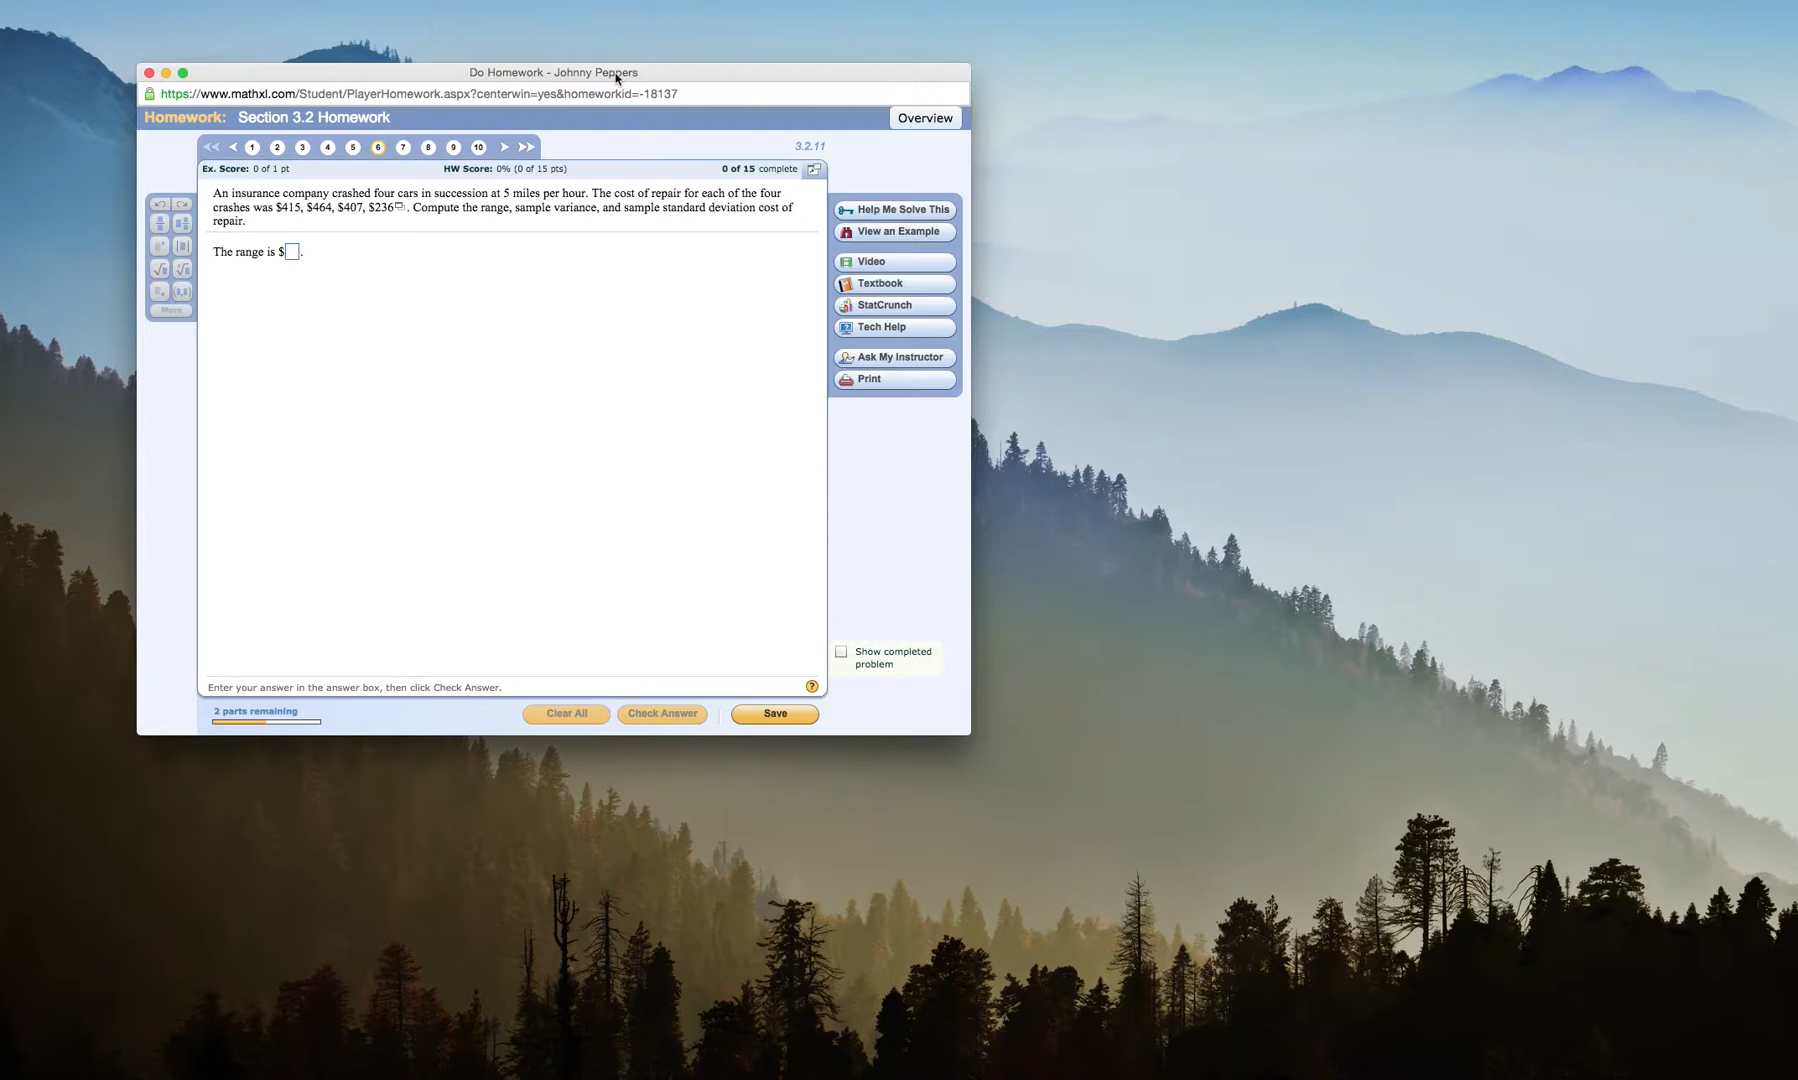 Do Homework - Johnny Peppers
https://www.mathxl.com/Student/PlayerHomework.aspx?centerwin=yes&homeworkid=-18137
Homework: Section 3.2 Homework
Overview
1 2 3 4 5 6 7 8 9 10
3.2.11
Ex. Score: 0 of 1 pt
HW Score: 0% (0 of 15 pts)
0 of 15 complete
An insurance company crashed four cars in succession at 5 miles per hour. The cost of repair for each of the four
crashes was $415, $464, $407, $236. Compute the range, sample variance, and sample standard deviation cost of
repair.
The range is $ .
More
Help Me Solve This
View an Example
Video
Textbook
StatCrunch
Tech Help
Ask My Instructor
Print
Show completed
problem
Enter your answer in the answer box, then click Check Answer.
?
2 parts remaining
Clear All
Check Answer
Save